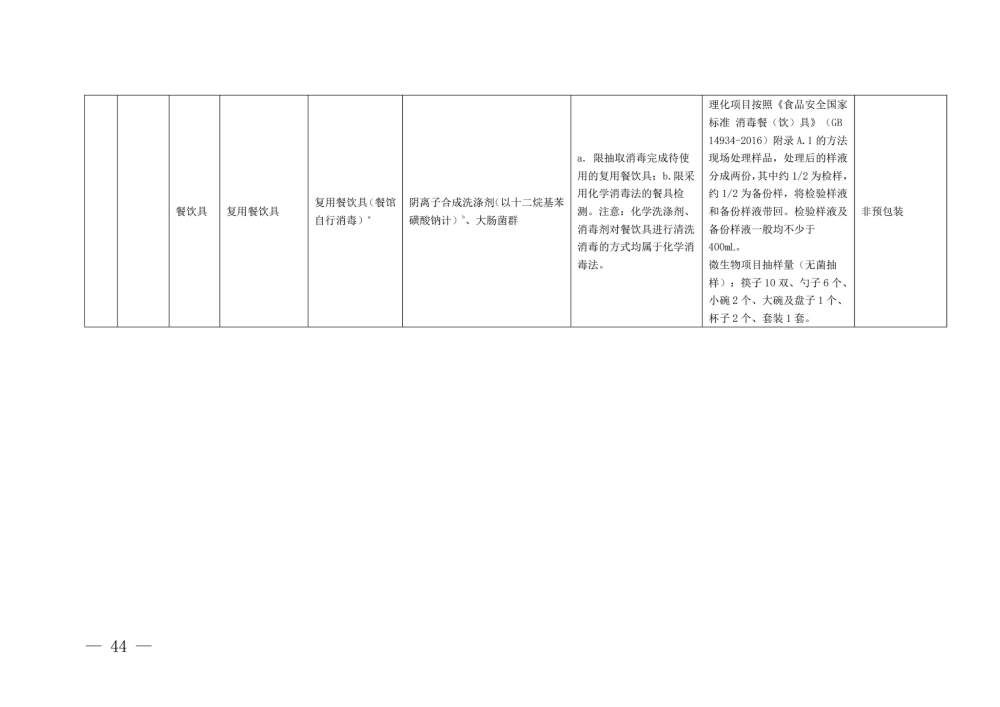 餐饮具
复用餐饮具
复用餐饮具（餐馆
自行消毒）a
阴离子合成洗涤剂（以十二烷基苯
磺酸钠计）b、大肠菌群
a. 限抽取消毒完成待使
用的复用餐饮具；b.限采
用化学消毒法的餐具检
测。注意：化学洗涤剂、
消毒剂对餐饮具进行清洗
消毒的方式均属于化学消
毒法。
理化项目按照《食品安全国家
标准 消毒餐（饮）具》（GB
14934-2016）附录 A.1 的方法
现场处理样品，处理后的样液
分成两份，其中约 1/2 为检样，
约 1/2 为备份样，将检验样液
和备份样液带回。检验样液及
备份样液一般均不少于
400mL。
微生物项目抽样量（无菌抽
样）：筷子 10 双、勺子 6 个、
小碗 2 个、大碗及盘子 1 个、
杯子 2 个、套装 1 套。
非预包装
— 44 —